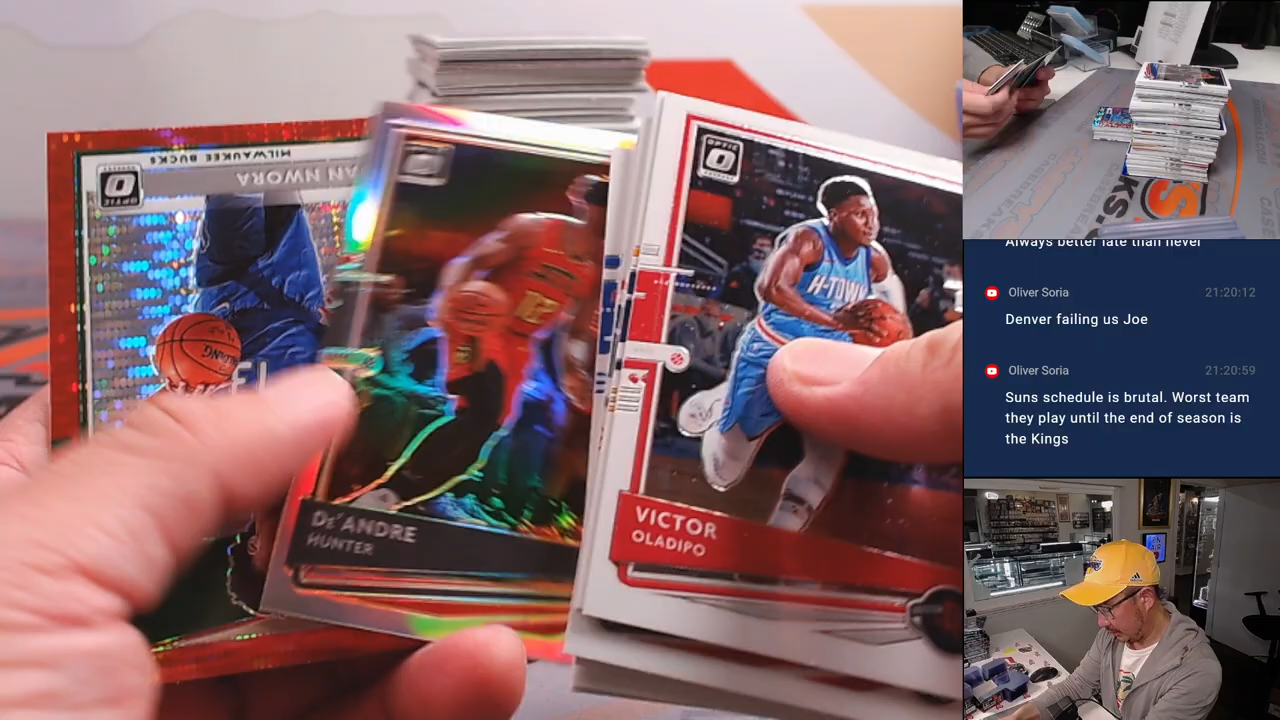 MILWAUKEE BUCKS
AN NWORA
OPTIC
DE'ANDRE
HUNTER
12
OPTIC
H-TOWN
VICTOR
OLADIPO
Always better late than never
Oliver Soria 21:20:12
Denver failing us Joe
Oliver Soria 21:20:59
Suns schedule is brutal. Worst team
they play until the end of season is
the Kings